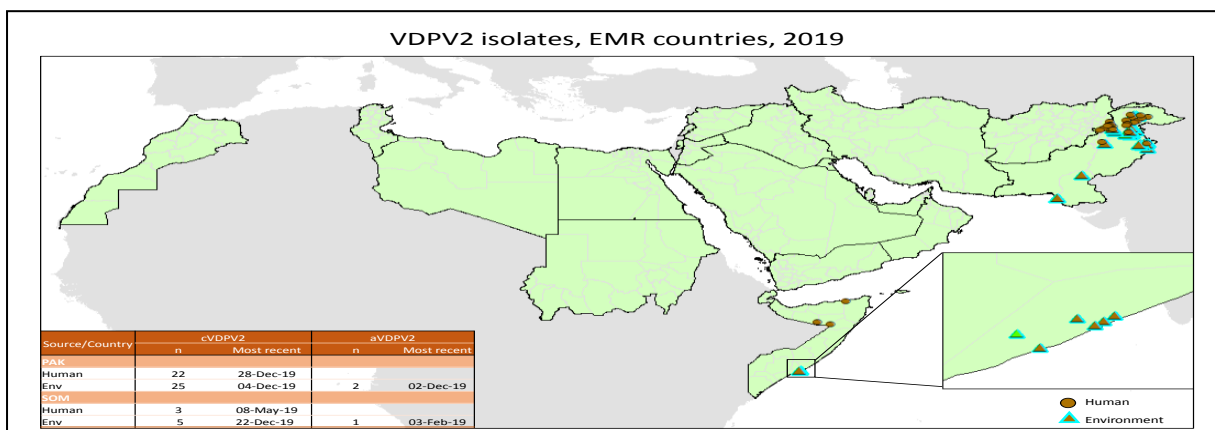 VDPV2 isolates, EMR countries, 2019
Source/Country cVDPV2 aVDPV2
n Most recent n Most recent
PAK
Human 22 28-Dec-19
Env 25 04-Dec-19 2 02-Dec-19
SOM
Human 3 08-May-19
Env 5 22-Dec-19 1 03-Feb-19
Human
Environment